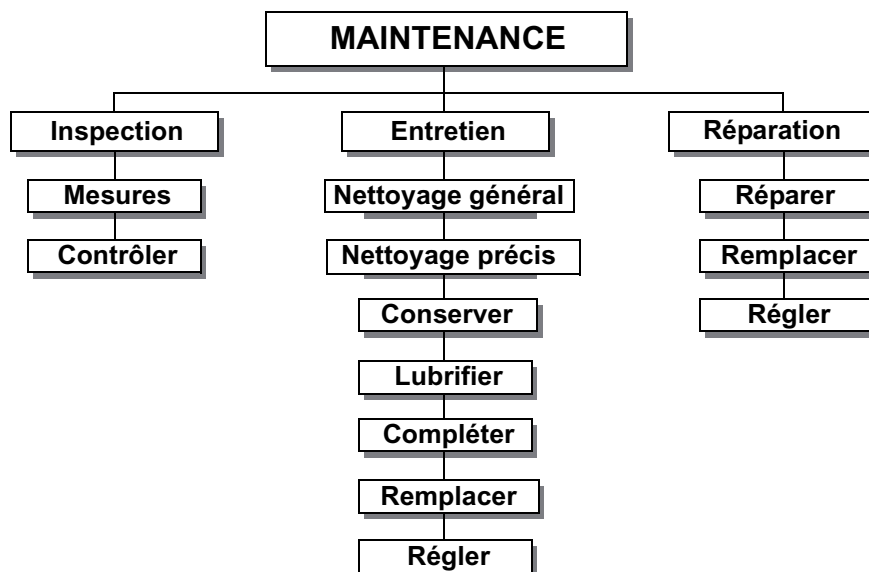 MAINTENANCE
Inspection
Mesures
Contrôler
Entretien
Nettoyage général
Nettoyage précis
Conserver
Lubrifier
Compléter
Remplacer
Régler
Réparation
Réparer
Remplacer
Régler